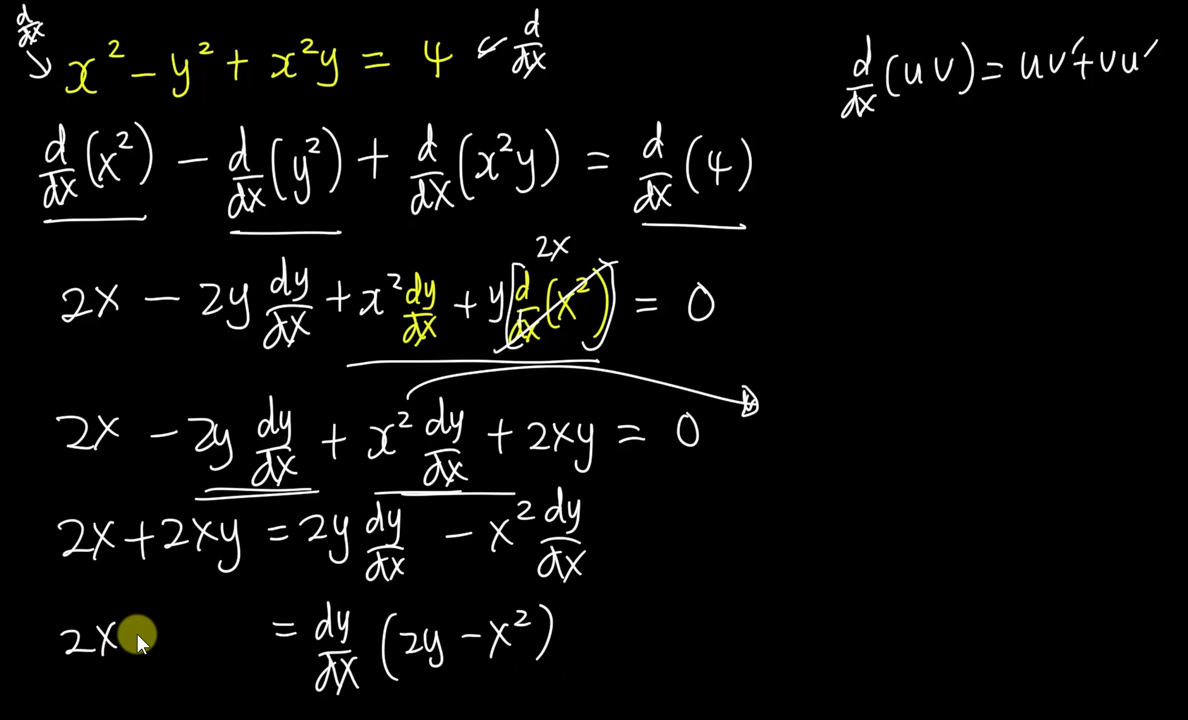 d/dx ↘ x² − y² + x²y = 4 ↙ d/dx
d/dx (uv) = uv′ + vu′
d/dx (x²) − d/dx (y²) + d/dx (x²y) = d/dx (4)
2x
2x − 2y dy/dx + x² dy/dx + y[d/dx (x²)] = 0
2x − 2y dy/dx + x² dy/dx + 2xy = 0
2x + 2xy = 2y dy/dx − x² dy/dx
2x = dy/dx (2y − x²)